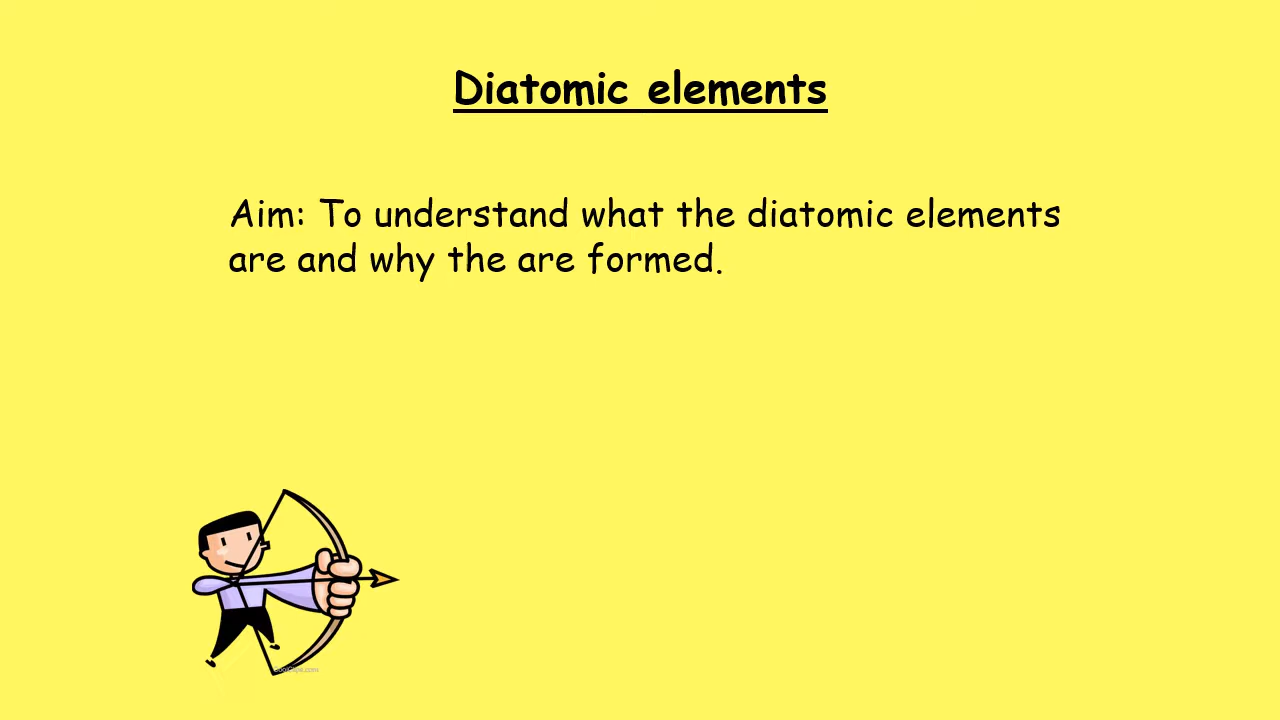 Diatomic elements
Aim: To understand what the diatomic elements
are and why the are formed.